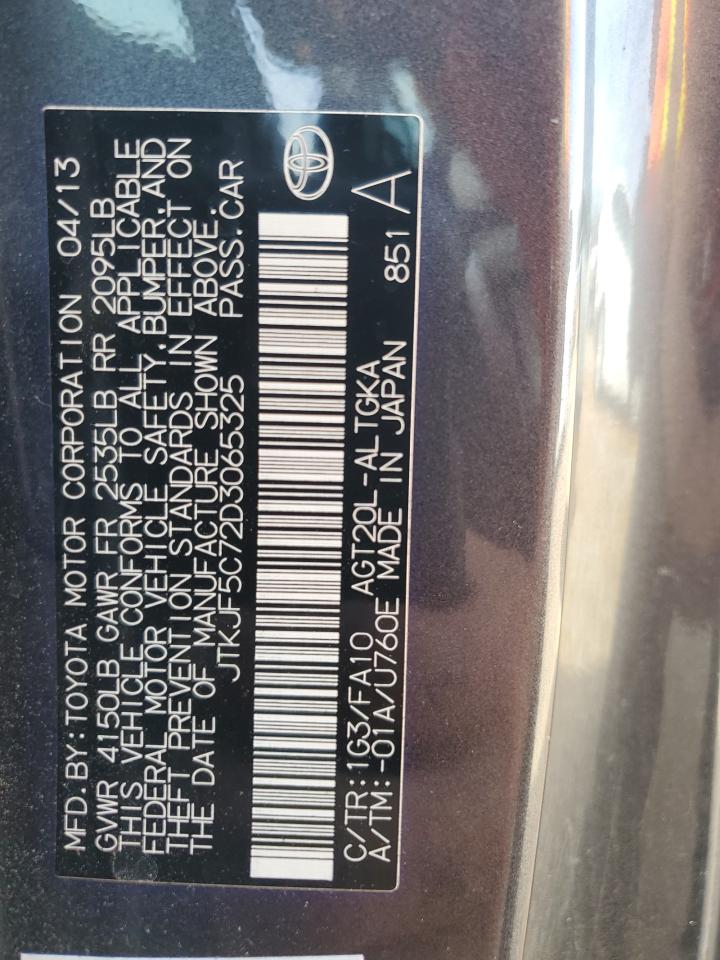 MFD.BY:TOYOTA MOTOR CORPORATION 04/13
GVWR 4150LB GAWR FR 2535LB RR 2095LB
THIS VEHICLE CONFORMS TO ALL APPLICABLE
FEDERAL MOTOR VEHICLE SAFETY,BUMPER,AND
THEFT PREVENTION STANDARDS IN EFFECT ON
THE DATE OF MANUFACTURE SHOWN ABOVE.
JTKJF5C72D3065325 PASS.CAR
C/TR:1G3/FA10 AGT20L-ALTGKA
A/TM:-01A/U760E MADE IN JAPAN 851 A